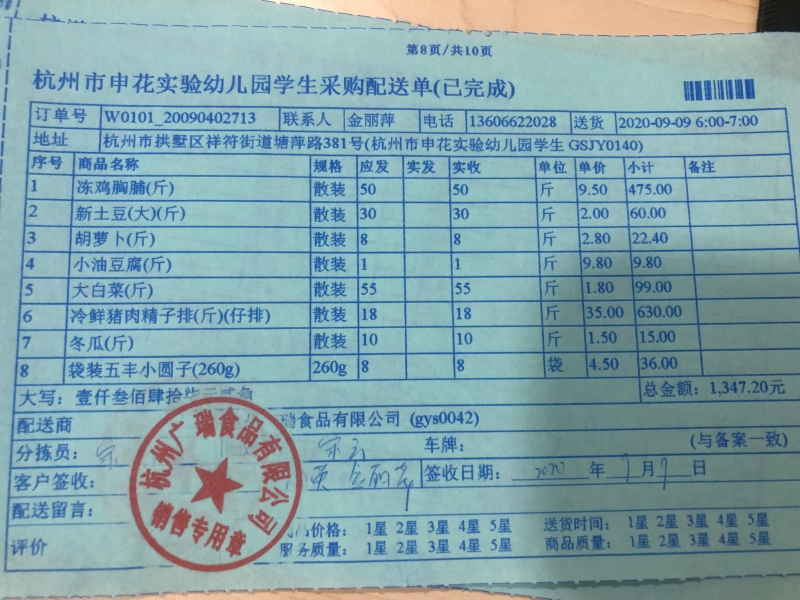 第8页/共10页
杭州市申花实验幼儿园学生采购配送单(已完成)
订单号 W0101_20090402713 联系人 金丽萍 电话 13606622028 送货 2020-09-09 6:00-7:00
地址 杭州市拱墅区祥符街道塘萍路381号(杭州市申花实验幼儿园学生 GSJY0140)
序号 商品名称 规格 应发 实发 实收 单位 单价 小计 备注
1 冻鸡胸脯(斤) 散装 50 50 斤 9.50 475.00
2 新土豆(大)(斤) 散装 30 30 斤 2.00 60.00
3 胡萝卜(斤) 散装 8 8 斤 2.80 22.40
4 小油豆腐(斤) 散装 1 1 斤 9.80 9.80
5 大白菜(斤) 散装 55 55 斤 1.80 99.00
6 冷鲜猪肉精子排(斤)(仔排) 散装 18 18 斤 35.00 630.00
7 冬瓜(斤) 散装 10 10 斤 1.50 15.00
8 袋装五丰小圆子(260g) 260g 8 8 袋 4.50 36.00
大写: 壹仟叁佰肆拾柒元贰角 总金额: 1,347.20元
配送商 瑞食品有限公司 (gys0042)
分拣员: 宋 车牌: (与备案一致)
客户签收: 签收日期: 2020 年 9 月 9 日
配送留言:
评价 品价格: 1星 2星 3星 4星 5星 送货时间: 1星 2星 3星 4星 5星
服务质量: 1星 2星 3星 4星 5星 商品质量: 1星 2星 3星 4星 5星
杭州广瑞食品有限公司
销售专用章